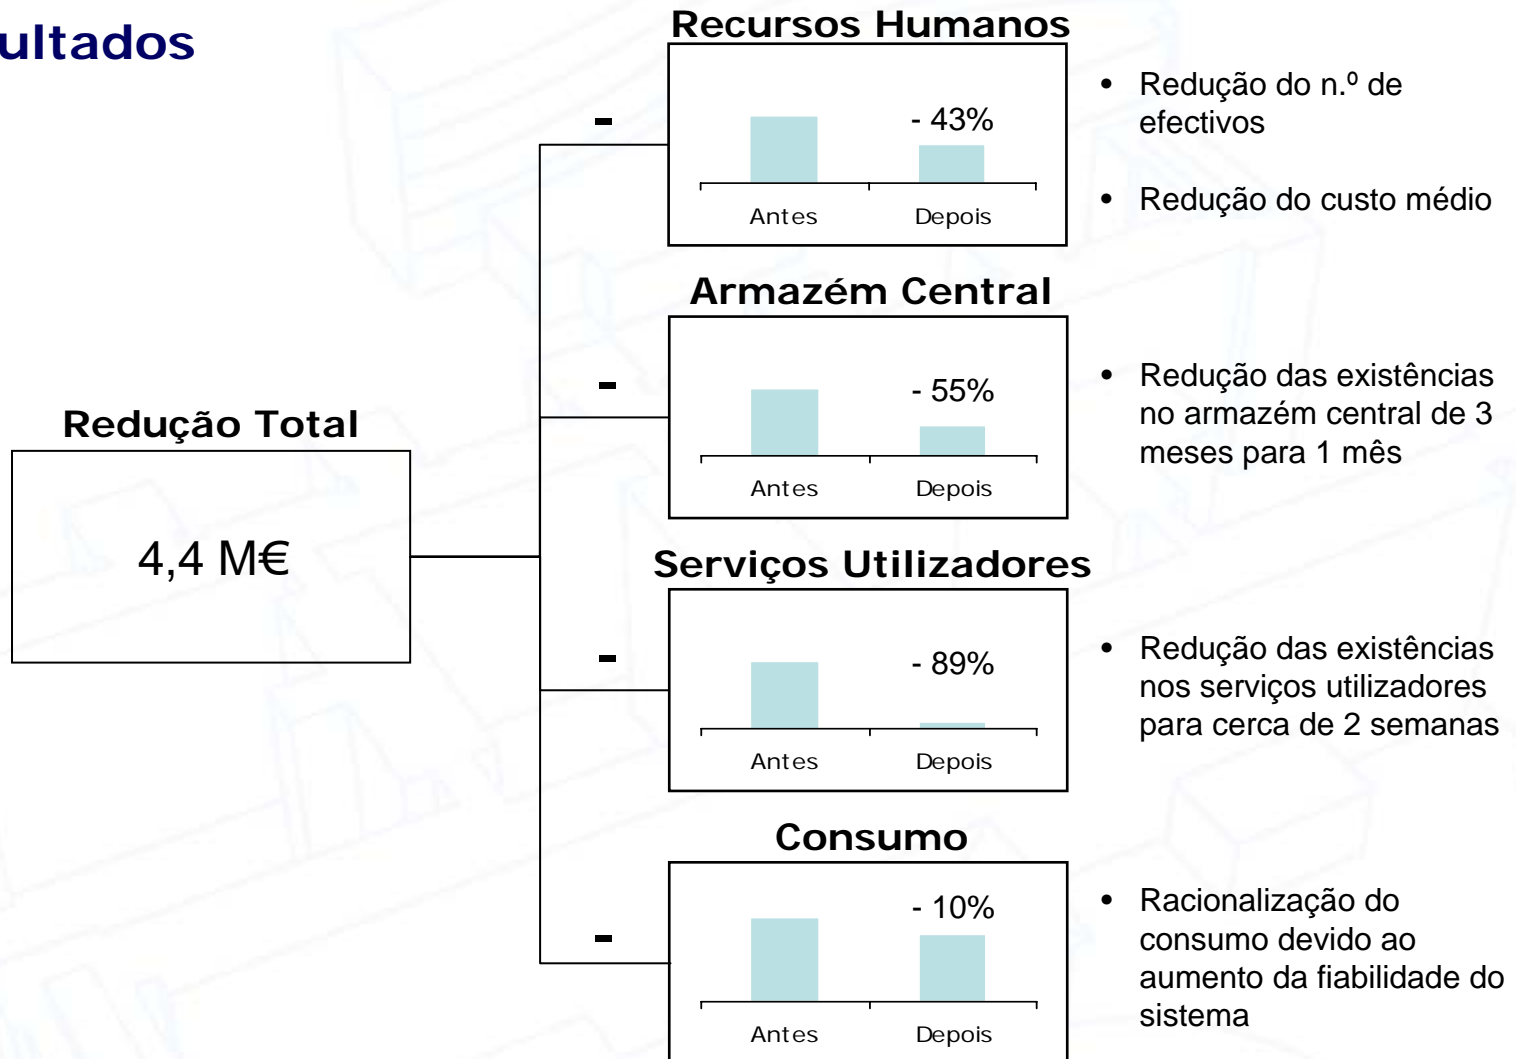 ultados
Recursos Humanos
- 43%
Antes Depois
• Redução do n.º de
efectivos
• Redução do custo médio
-
Armazém Central
- 55%
Antes Depois
• Redução das existências
no armazém central de 3
meses para 1 mês
-
Redução Total
4,4 M€
Serviços Utilizadores
- 89%
Antes Depois
• Redução das existências
nos serviços utilizadores
para cerca de 2 semanas
-
Consumo
- 10%
Antes Depois
• Racionalização do
consumo devido ao
aumento da fiabilidade do
sistema
-